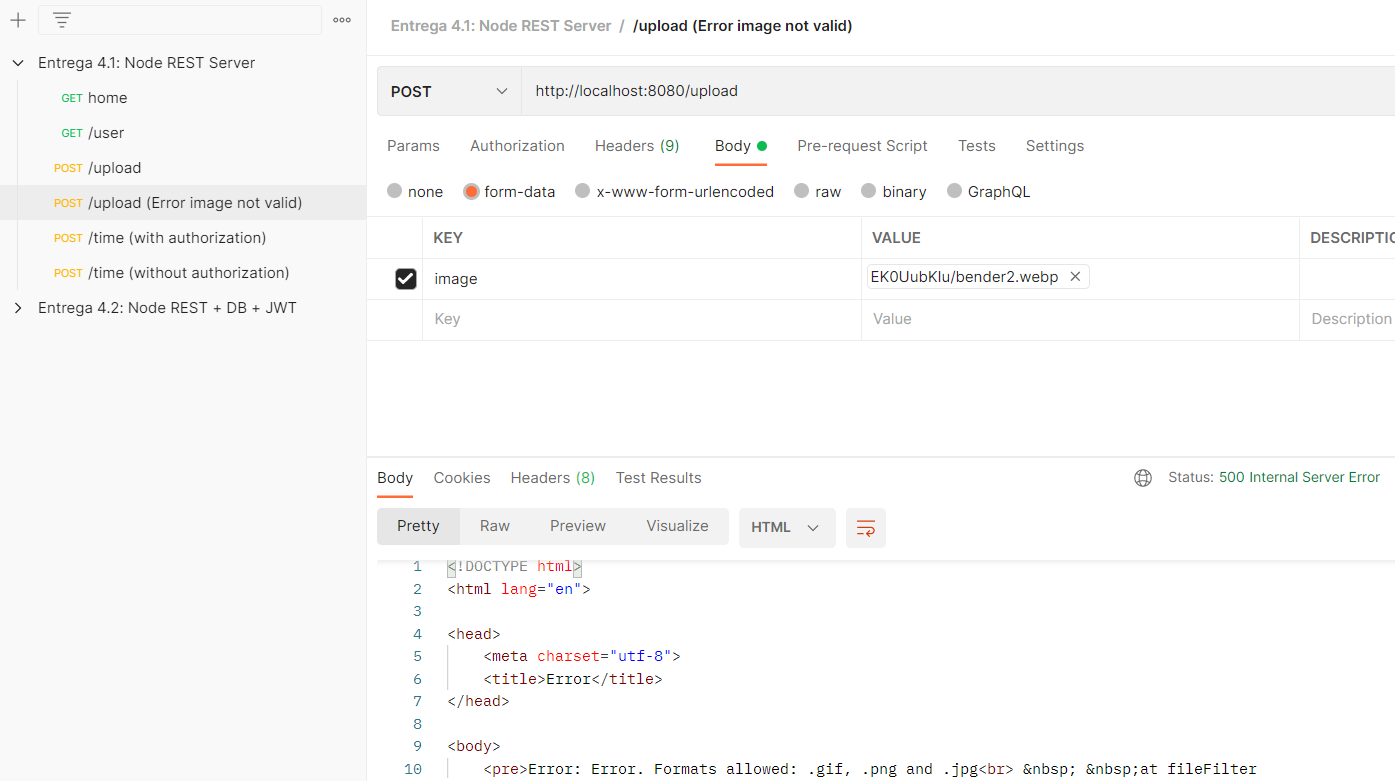 Entrega 4.1: Node REST Server / /upload (Error image not valid)
Entrega 4.1: Node REST Server
GET home
GET /user
POST /upload
POST /upload (Error image not valid)
POST /time (with authorization)
POST /time (without authorization)
Entrega 4.2: Node REST + DB + JWT
POST http://localhost:8080/upload
Params Authorization Headers (9) Body Pre-request Script Tests Settings
none form-data x-www-form-urlencoded raw binary GraphQL
KEY VALUE DESCRIPTIO
image EK0UubKlu/bender2.webp
Key Value Description
Body Cookies Headers (8) Test Results Status: 500 Internal Server Error
Pretty Raw Preview Visualize HTML
1 <!DOCTYPE html>
2 <html lang="en">
3
4 <head>
5 <meta charset="utf-8">
6 <title>Error</title>
7 </head>
8
9 <body>
10 <pre>Error: Error. Formats allowed: .gif, .png and .jpg<br> &nbsp; &nbsp;at fileFilter